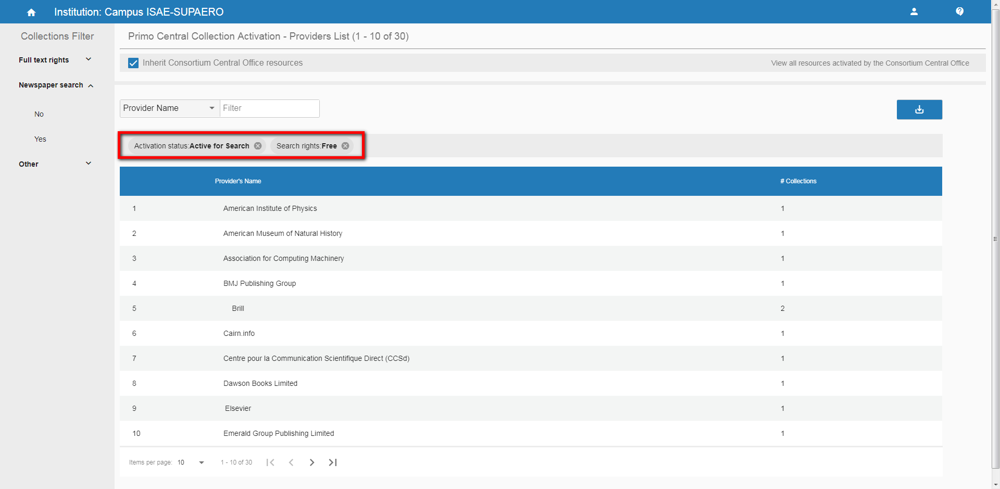 Institution: Campus ISAE-SUPAERO
Collections Filter
Full text rights
Newspaper search
No
Yes
Other
Primo Central Collection Activation - Providers List (1 - 10 of 30)
Inherit Consortium Central Office resources
View all resources activated by the Consortium Central Office
Provider Name
Filter
Activation status:Active for Search
Search rights:Free
Provider's Name # Collections
1 American Institute of Physics 1
2 American Museum of Natural History 1
3 Association for Computing Machinery 1
4 BMJ Publishing Group 1
5 Brill 2
6 Cairn.info 1
7 Centre pour la Communication Scientifique Direct (CCSd) 1
8 Dawson Books Limited 1
9 Elsevier 1
10 Emerald Group Publishing Limited 1
Items per page: 10 1 - 10 of 30